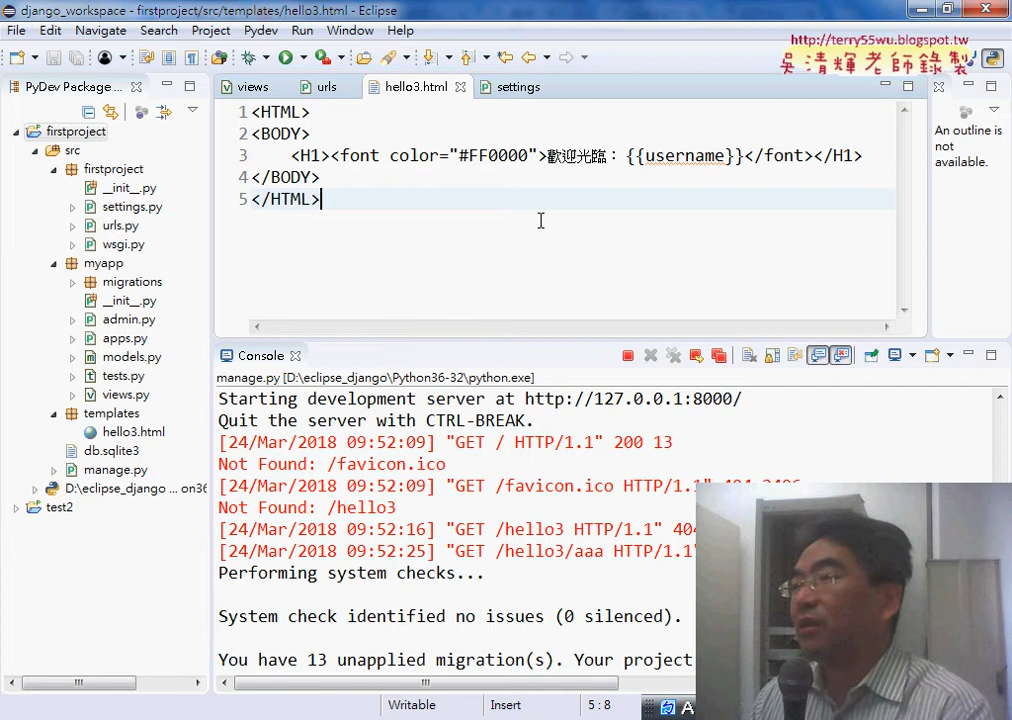 django_workspace - firstproject/src/templates/hello3.html - Eclipse
File Edit Navigate Search Project Pydev Run Window Help
http://terry55wu.blogspot.tw
吳清輝老師錄製
PyDev Package ...
views urls hello3.html settings
1 <HTML>
2 <BODY>
3 <H1><font color="#FF0000">歡迎光臨：{{username}}</font></H1>
4 </BODY>
5 </HTML>
An outline is
not
available.
firstproject
src
firstproject
__init__.py
settings.py
urls.py
wsgi.py
myapp
migrations
__init__.py
admin.py
apps.py
models.py
tests.py
views.py
templates
hello3.html
db.sqlite3
manage.py
D:\eclipse_django ... on36
test2
Console
manage.py [D:\eclipse_django\Python36-32\python.exe]
Starting development server at http://127.0.0.1:8000/
Quit the server with CTRL-BREAK.
[24/Mar/2018 09:52:09] "GET / HTTP/1.1" 200 13
Not Found: /favicon.ico
[24/Mar/2018 09:52:09] "GET /favicon.ico HTTP/1.1"
Not Found: /hello3
[24/Mar/2018 09:52:16] "GET /hello3 HTTP/1.1" 404
[24/Mar/2018 09:52:25] "GET /hello3/aaa HTTP/1.1"
Performing system checks...
System check identified no issues (0 silenced).
You have 13 unapplied migration(s). Your project
Writable Insert 5 : 8
A